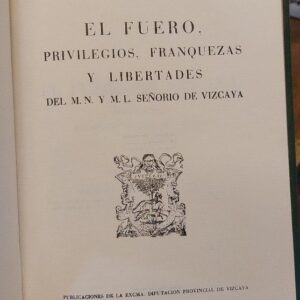 EL FUERO,
PRIVILEGIOS, FRANQUEZAS
Y LIBERTADES
DEL M. N. Y M. L. SEÑORIO DE VIZCAYA
PUBLICACIONES DE LA EXCMA. DIPUTACION PROVINCIAL DE VIZCAYA